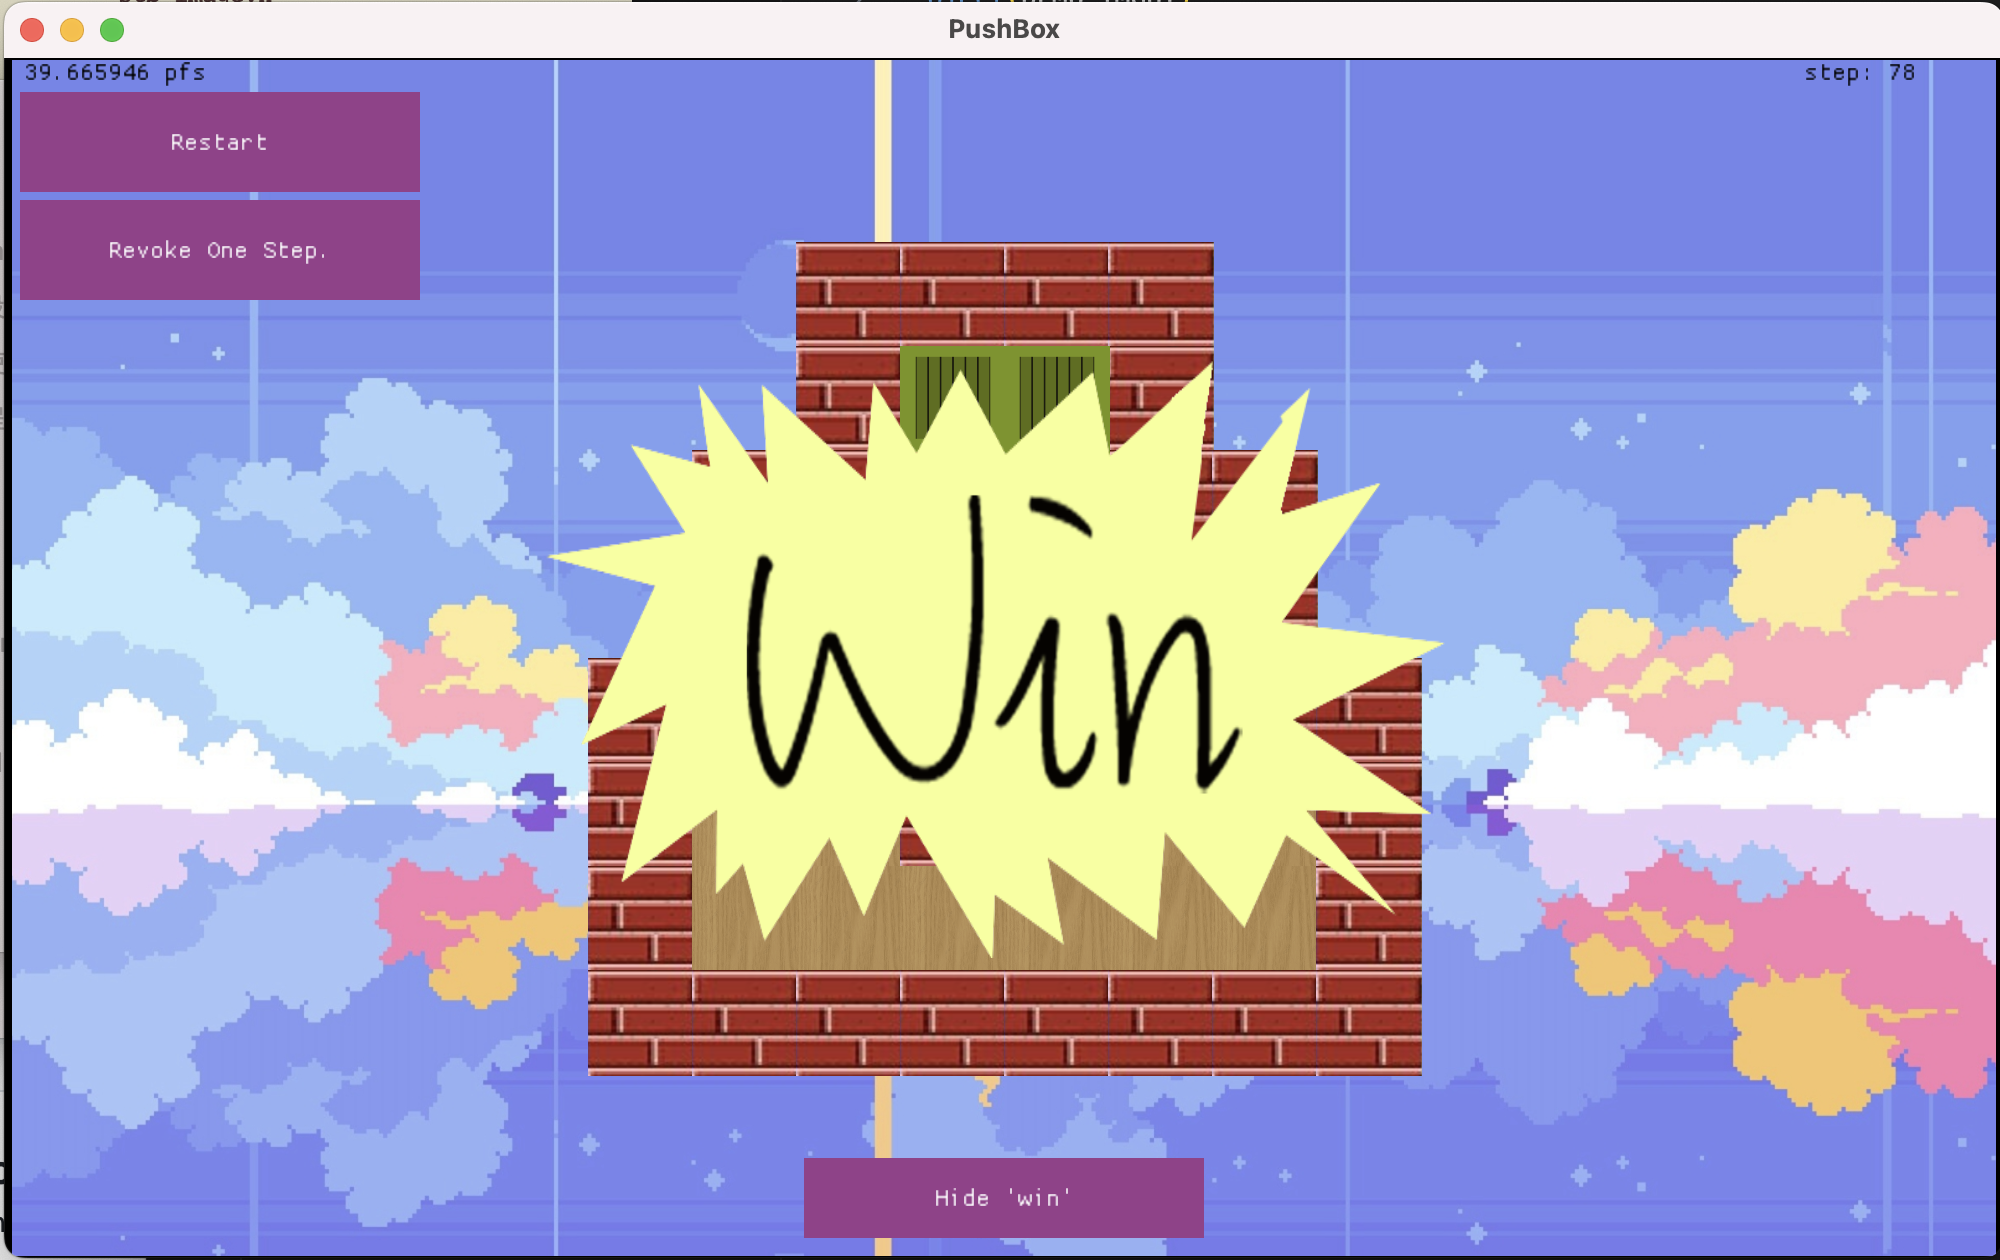 PushBox
39.665946 pfs
step: 78
Restart
Revoke One Step.
Win
Hide 'win'